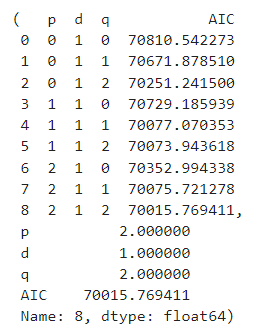 (   p  d  q           AIC
 0  0  1  0  70810.542273
 1  0  1  1  70671.878510
 2  0  1  2  70251.241500
 3  1  1  0  70729.185939
 4  1  1  1  70077.070353
 5  1  1  2  70073.943618
 6  2  1  0  70352.994338
 7  2  1  1  70075.721278
 8  2  1  2  70015.769411,
 p          2.000000
 d          1.000000
 q          2.000000
 AIC    70015.769411
 Name: 8, dtype: float64)